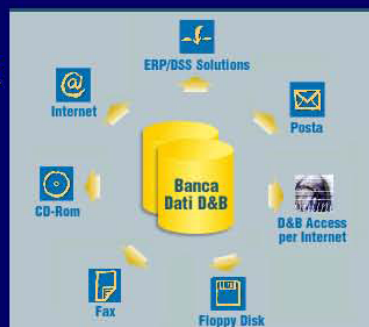 ERP/DSS Solutions
Internet
Posta
Banca
Dati D&B
CD-Rom
D&B Access
per Internet
Fax
Floppy Disk